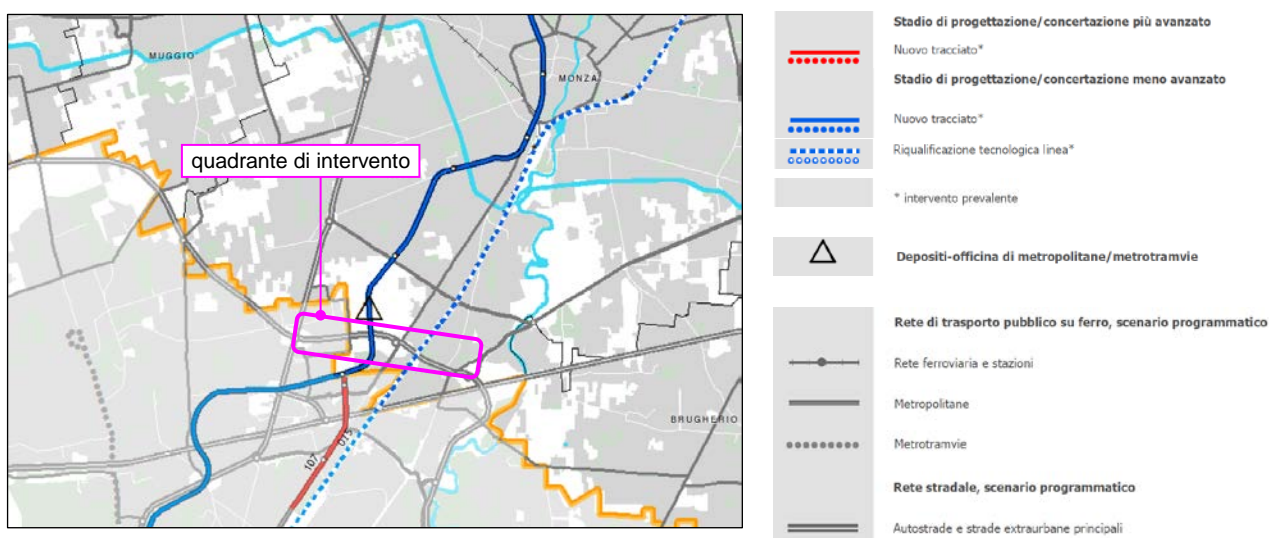 MUGGIO'
MONZA
quadrante di intervento
BRUGHERIO
107
015
Stadio di progettazione/concertazione più avanzato
Nuovo tracciato*
Stadio di progettazione/concertazione meno avanzato
Nuovo tracciato*
Riqualificazione tecnologica linea*
* intervento prevalente
Depositi-officina di metropolitane/metrotramvie
Rete di trasporto pubblico su ferro, scenario programmatico
Rete ferroviaria e stazioni
Metropolitane
Metrotramvie
Rete stradale, scenario programmatico
Autostrade e strade extraurbane principali